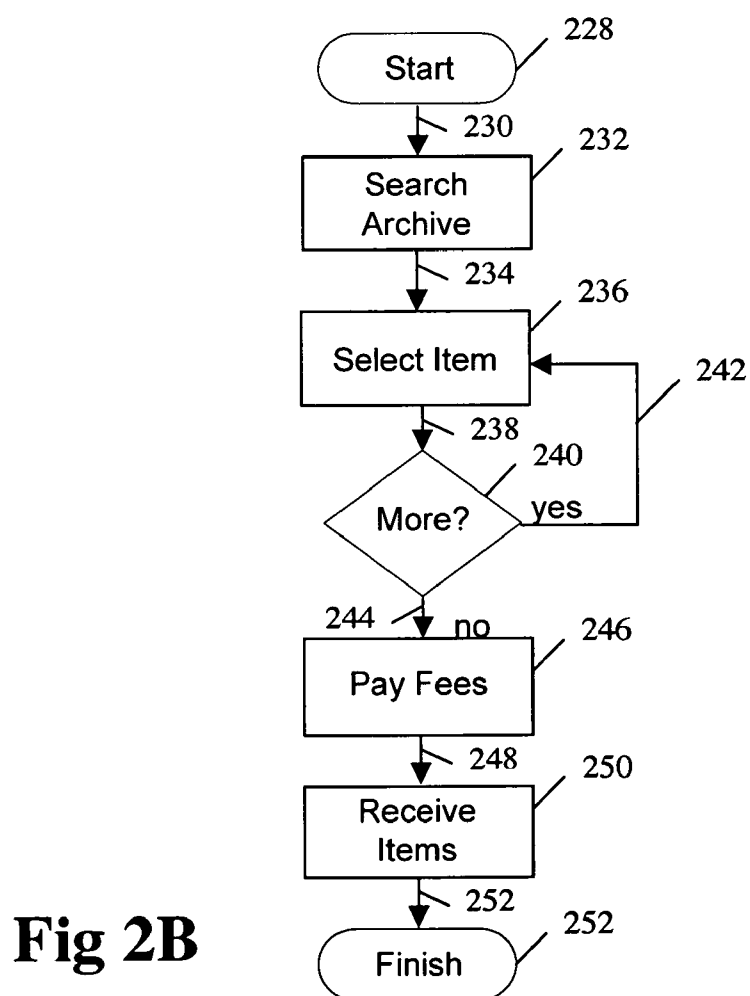 228
Start
230
232
Search
Archive
234
236
Select Item
242
238
240
More?
yes
244
no
246
Pay Fees
248
250
Receive
Items
252
252
Finish
Fig 2B